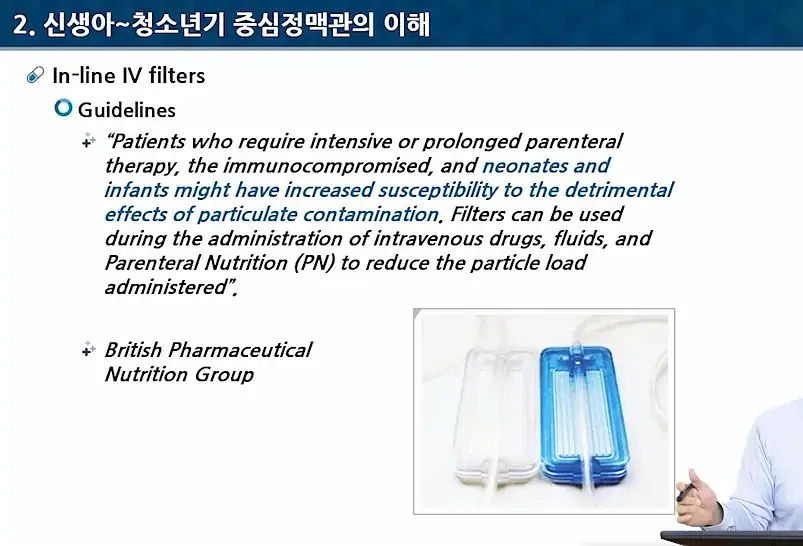 2. 신생아~청소년기 중심정맥관의 이해
In-line IV filters
Guidelines
“Patients who require intensive or prolonged parenteral
therapy, the immunocompromised, and neonates and
infants might have increased susceptibility to the detrimental
effects of particulate contamination. Filters can be used
during the administration of intravenous drugs, fluids, and
Parenteral Nutrition (PN) to reduce the particle load
administered”.
British Pharmaceutical
Nutrition Group